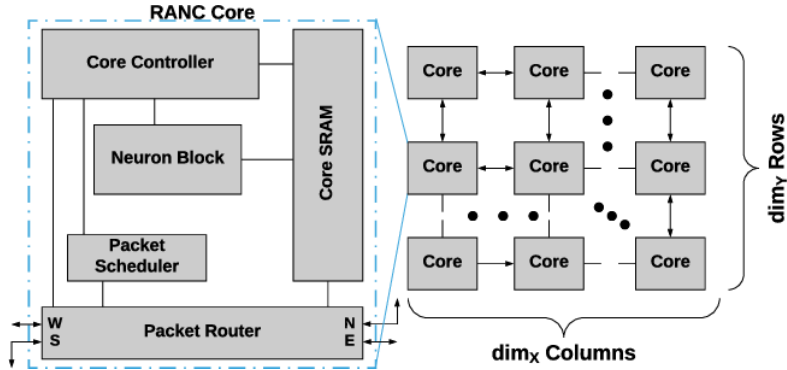 RANC Core
Core Controller
Neuron Block
Core SRAM
Packet
Scheduler
W
S
Packet Router
N
E
Core
Core
Core
Core
Core
Core
Core
Core
Core
dimY Rows
dimX Columns